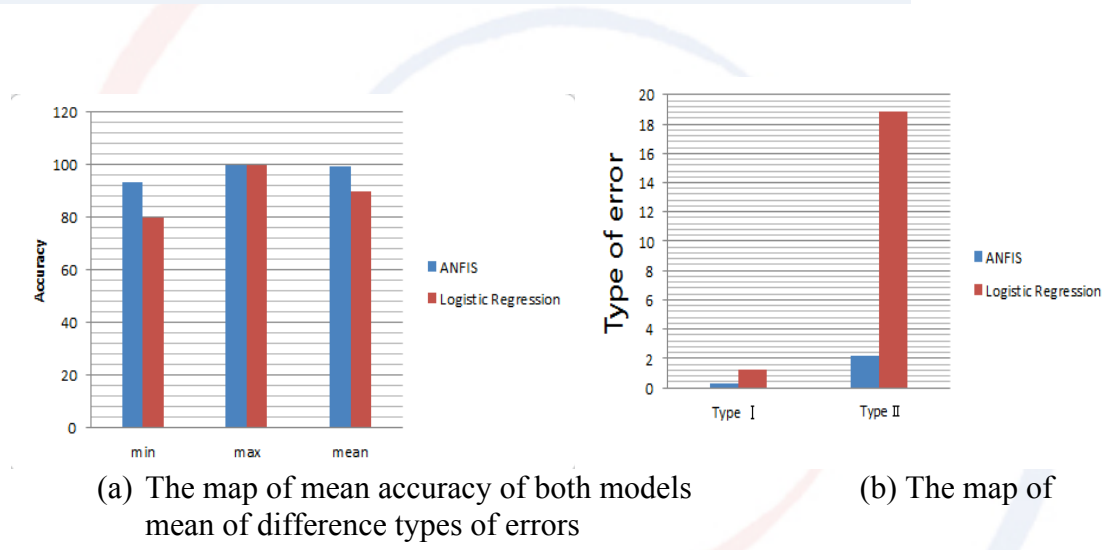 120
100
80
60
40
20
0
Accuracy
min max mean
ANFIS
Logistic Regression
20
18
16
14
12
10
8
6
4
2
0
Type of error
Type I Type II
ANFIS
Logistic Regression
(a) The map of mean accuracy of both models (b) The map of
mean of difference types of errors